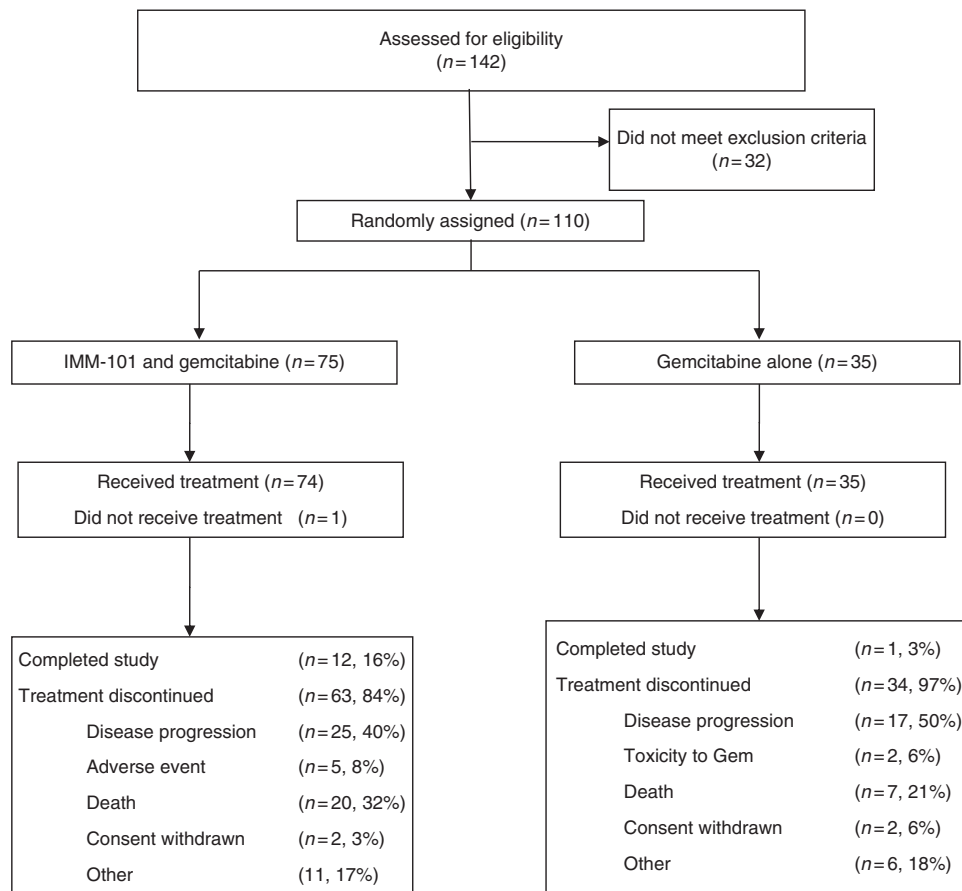 Assessed for eligibility
(n=142)
Did not meet exclusion criteria
(n=32)
Randomly assigned (n=110)
IMM-101 and gemcitabine (n=75)
Gemcitabine alone (n=35)
Received treatment (n=74)
Did not receive treatment (n=1)
Received treatment (n=35)
Did not receive treatment (n=0)
Completed study (n=12, 16%)
Treatment discontinued (n=63, 84%)
Disease progression (n=25, 40%)
Adverse event (n=5, 8%)
Death (n=20, 32%)
Consent withdrawn (n=2, 3%)
Other (11, 17%)
Completed study (n=1, 3%)
Treatment discontinued (n=34, 97%)
Disease progression (n=17, 50%)
Toxicity to Gem (n=2, 6%)
Death (n=7, 21%)
Consent withdrawn (n=2, 6%)
Other (n=6, 18%)